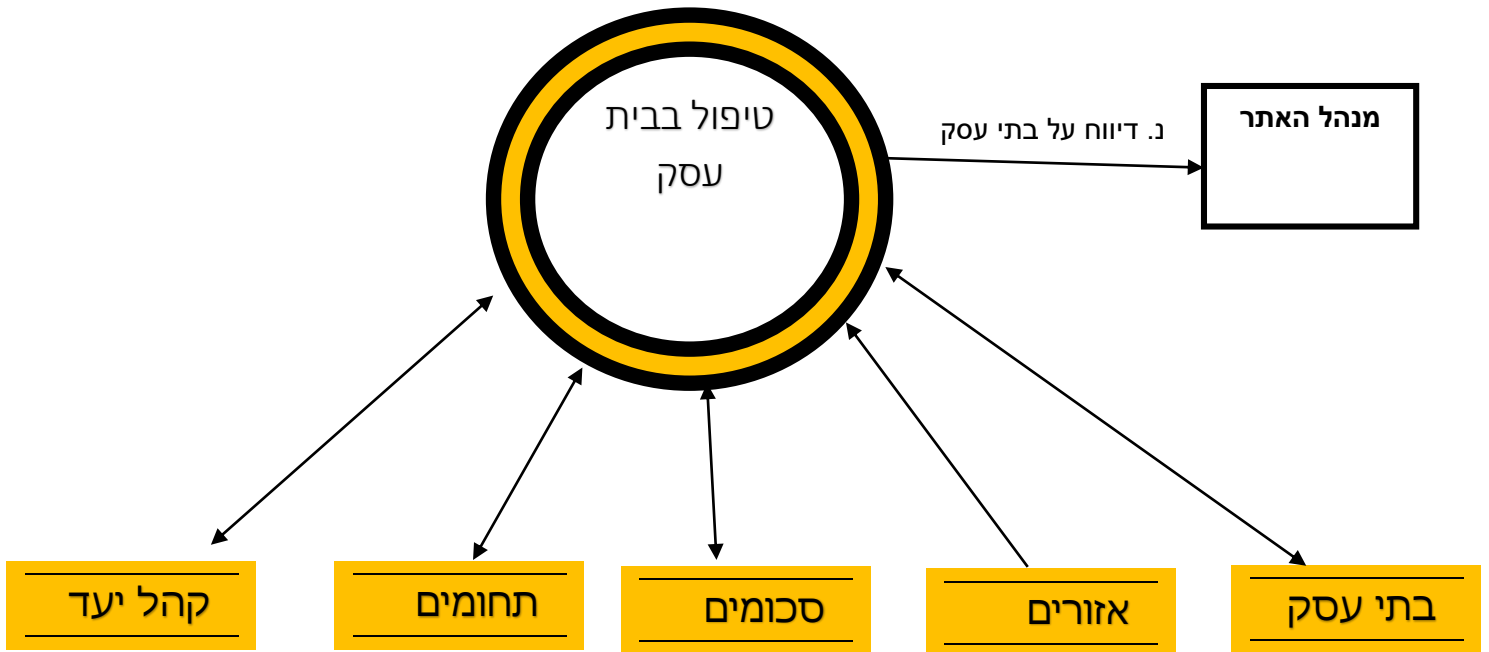 טיפול בבית
עסק
נ. דיווח על בתי עסק
מנהל האתר
בתי עסק
אזורים
סכומים
תחומים
קהל יעד